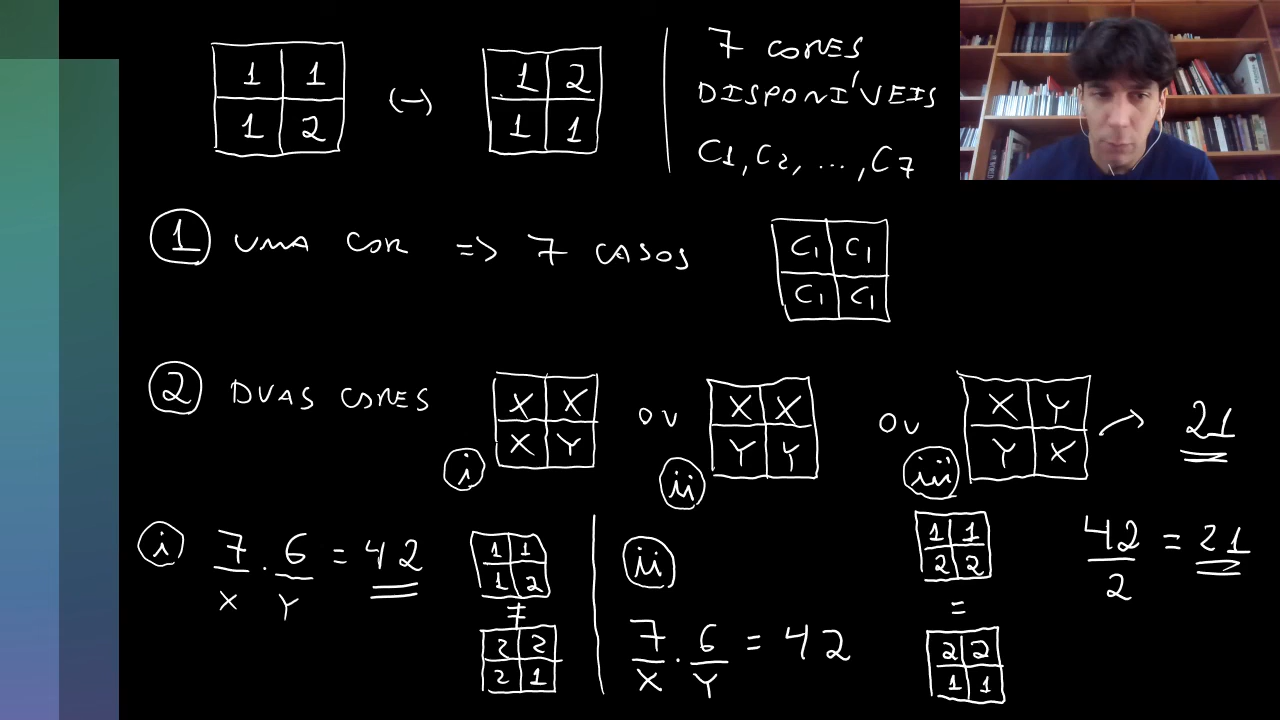 1 1 1 2 7 CORES
1 2 (-) 1 1 DISPONÍVEIS
C1, C2, ..., C7
① UMA COR => 7 CASOS C1 C1
C1 C1
② DUAS CORES X X OU X X OU X Y 21
X Y Y Y Y X
i ii iii
i 7 . 6 = 42 1 1 ii 1 1 42 = 21
X Y 1 2 2 2 2
≠ =
2 2 7 . 6 = 42 2 2
2 1 X Y 1 1